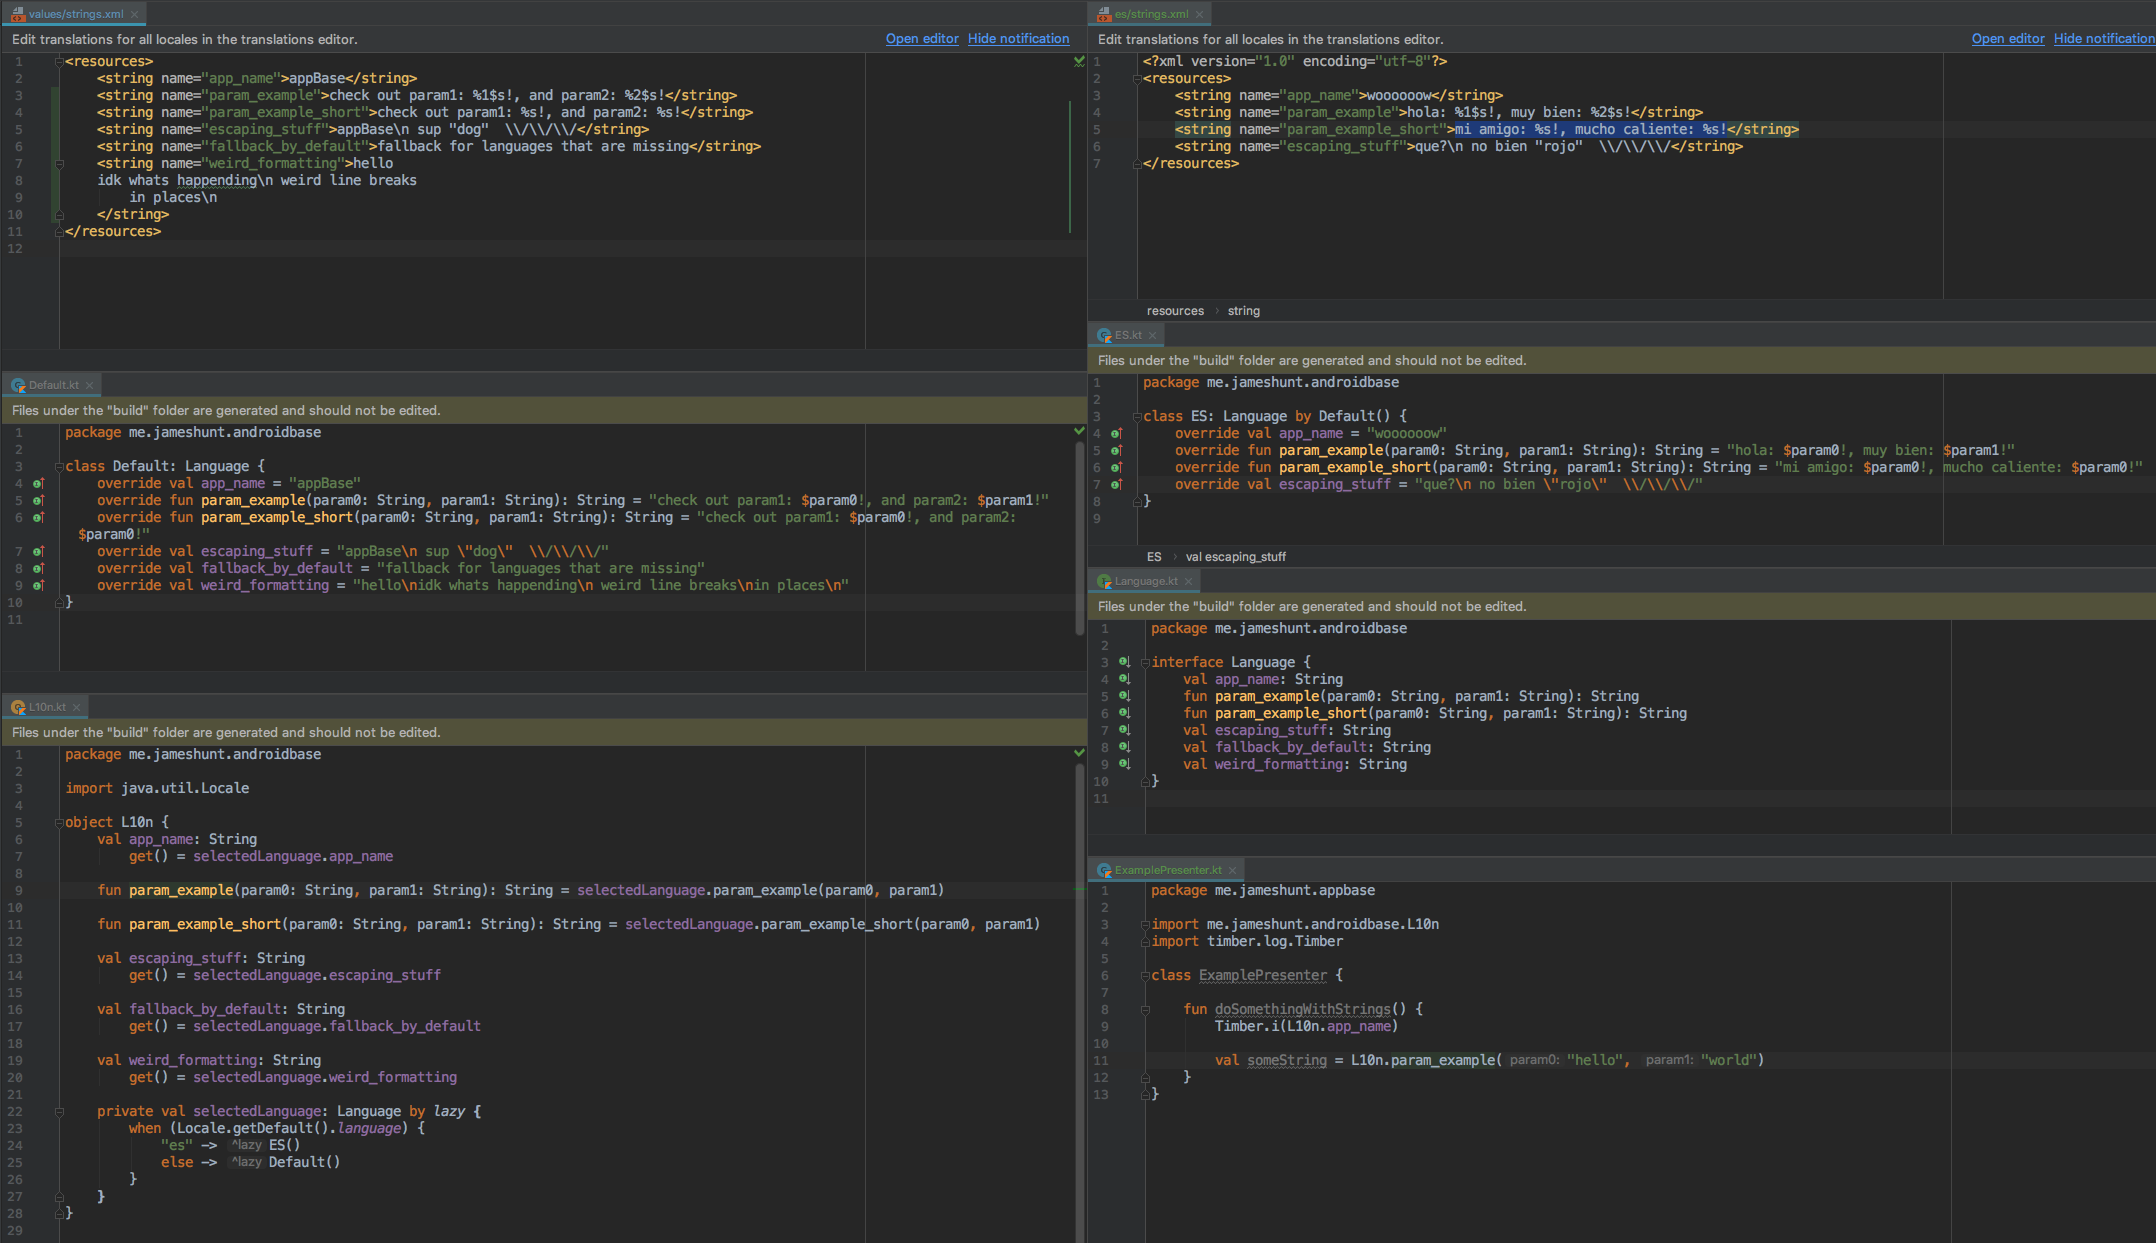 values/strings.xml
Edit translations for all locales in the translations editor. Open editor Hide notification
1 <resources>
2 <string name="app_name">appBase</string>
3 <string name="param_example">check out param1: %1$s!, and param2: %2$s!</string>
4 <string name="param_example_short">check out param1: %s!, and param2: %s!</string>
5 <string name="escaping_stuff">appBase\n sup "dog"  \\/\\/\\/</string>
6 <string name="fallback_by_default">fallback for languages that are missing</string>
7 <string name="weird_formatting">hello
8 idk whats happending\n weird line breaks
9 in places\n
10 </string>
11 </resources>
12
Default.kt
Files under the "build" folder are generated and should not be edited.
1 package me.jameshunt.androidbase
2
3 class Default: Language {
4 override val app_name = "appBase"
5 override fun param_example(param0: String, param1: String): String = "check out param1: $param0!, and param2: $param1!"
6 override fun param_example_short(param0: String, param1: String): String = "check out param1: $param0!, and param2:
$param0!"
7 override val escaping_stuff = "appBase\n sup \"dog\"  \\/\\/\\/"
8 override val fallback_by_default = "fallback for languages that are missing"
9 override val weird_formatting = "hello\nidk whats happending\n weird line breaks\nin places\n"
10 }
11
L10n.kt
Files under the "build" folder are generated and should not be edited.
1 package me.jameshunt.androidbase
2
3 import java.util.Locale
4
5 object L10n {
6 val app_name: String
7 get() = selectedLanguage.app_name
8
9 fun param_example(param0: String, param1: String): String = selectedLanguage.param_example(param0, param1)
10
11 fun param_example_short(param0: String, param1: String): String = selectedLanguage.param_example_short(param0, param1)
12
13 val escaping_stuff: String
14 get() = selectedLanguage.escaping_stuff
15
16 val fallback_by_default: String
17 get() = selectedLanguage.fallback_by_default
18
19 val weird_formatting: String
20 get() = selectedLanguage.weird_formatting
21
22 private val selectedLanguage: Language by lazy {
23 when (Locale.getDefault().language) {
24 "es" -> ^lazy ES()
25 else -> ^lazy Default()
26 }
27 }
28 }
29
es/strings.xml
Edit translations for all locales in the translations editor. Open editor Hide notification
1 <?xml version="1.0" encoding="utf-8"?>
2 <resources>
3 <string name="app_name">woooooow</string>
4 <string name="param_example">hola: %1$s!, muy bien: %2$s!</string>
5 <string name="param_example_short">mi amigo: %s!, mucho caliente: %s!</string>
6 <string name="escaping_stuff">que?\n no bien "rojo"  \\/\\/\\/</string>
7 </resources>
resources › string
ES.kt
Files under the "build" folder are generated and should not be edited.
1 package me.jameshunt.androidbase
2
3 class ES: Language by Default() {
4 override val app_name = "woooooow"
5 override fun param_example(param0: String, param1: String): String = "hola: $param0!, muy bien: $param1!"
6 override fun param_example_short(param0: String, param1: String): String = "mi amigo: $param0!, mucho caliente: $param0!"
7 override val escaping_stuff = "que?\n no bien \"rojo\"  \\/\\/\\/"
8 }
9
ES › val escaping_stuff
Language.kt
Files under the "build" folder are generated and should not be edited.
1 package me.jameshunt.androidbase
2
3 interface Language {
4 val app_name: String
5 fun param_example(param0: String, param1: String): String
6 fun param_example_short(param0: String, param1: String): String
7 val escaping_stuff: String
8 val fallback_by_default: String
9 val weird_formatting: String
10 }
11
ExamplePresenter.kt
1 package me.jameshunt.appbase
2
3 import me.jameshunt.androidbase.L10n
4 import timber.log.Timber
5
6 class ExamplePresenter {
7
8 fun doSomethingWithStrings() {
9 Timber.i(L10n.app_name)
10
11 val someString = L10n.param_example( param0: "hello", param1: "world")
12 }
13 }